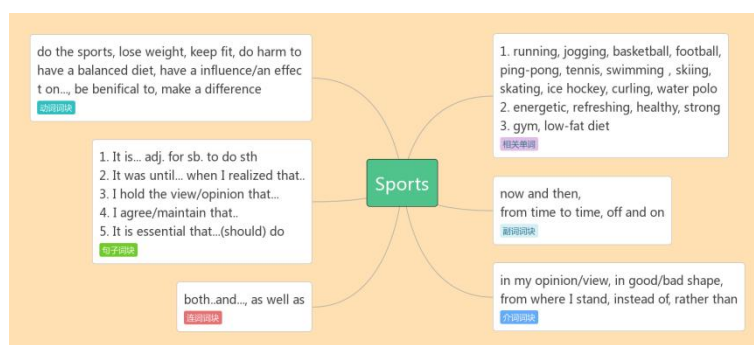 do the sports, lose weight, keep fit, do harm to
have a balanced diet, have a influence/an effec
t on..., be benifical to, make a difference
动词词块
1. It is... adj. for sb. to do sth
2. It was until... when I realized that..
3. I hold the view/opinion that...
4. I agree/maintain that..
5. It is essential that...(should) do
句子词块
both..and..., as well as
连词词块
Sports
1. running, jogging, basketball, football,
ping-pong, tennis, swimming , skiing,
skating, ice hockey, curling, water polo
2. energetic, refreshing, healthy, strong
3. gym, low-fat diet
相关单词
now and then,
from time to time, off and on
副词词块
in my opinion/view, in good/bad shape,
from where I stand, instead of, rather than
介词词块